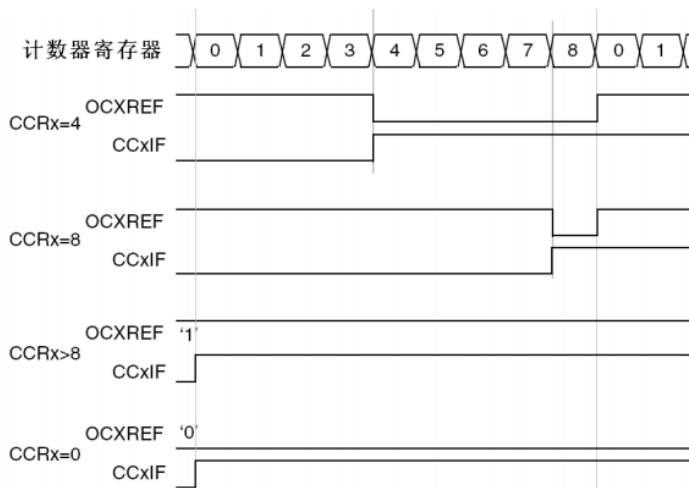 计数器寄存器 0 1 2 3 4 5 6 7 8 0 1
OCXREF
CCRx=4
CCxIF
OCXREF
CCRx=8
CCxIF
OCXREF '1'
CCRx>8
CCxIF
OCXREF '0'
CCRx=0
CCxIF